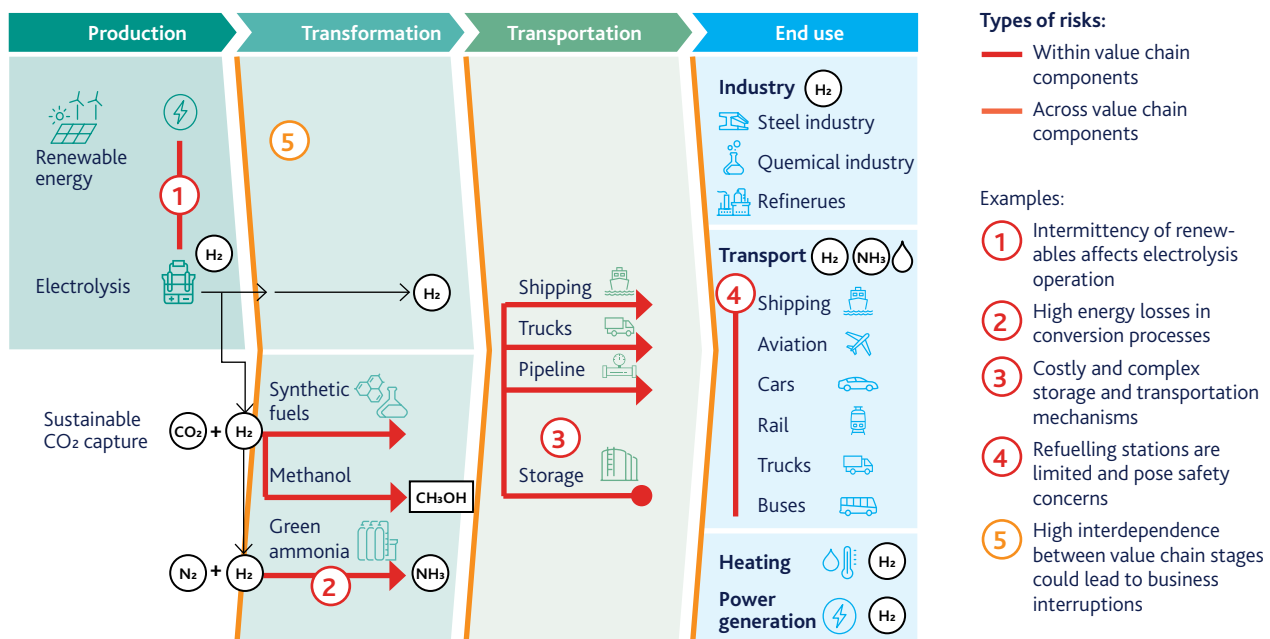 Production
Transformation
Transportation
End use
Renewable
energy
1
H₂
Electrolysis
Sustainable
CO₂ capture
CO₂ + H₂
N₂ + H₂
5
H₂
Synthetic
fuels
Methanol
CH₃OH
Green
ammonia
2
NH₃
Shipping
Trucks
Pipeline
3
Storage
Industry H₂
Steel industry
Quemical industry
Refinerues
Transport H₂ NH₃
4
Shipping
Aviation
Cars
Rail
Trucks
Buses
Heating H₂
Power
generation H₂
Types of risks:
Within value chain
components
Across value chain
components
Examples:
1 Intermittency of renew-
ables affects electrolysis
operation
2 High energy losses in
conversion processes
3 Costly and complex
storage and transportation
mechanisms
4 Refuelling stations are
limited and pose safety
concerns
5 High interdependence
between value chain stages
could lead to business
interruptions